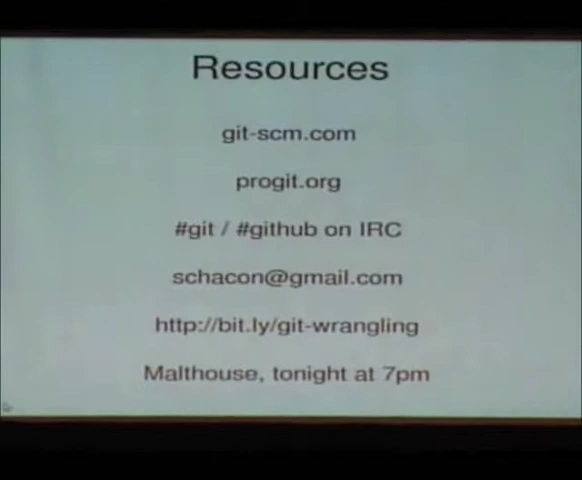 Resources
git-scm.com
progit.org
#git / #github on IRC
schacon@gmail.com
http://bit.ly/git-wrangling
Malthouse, tonight at 7pm